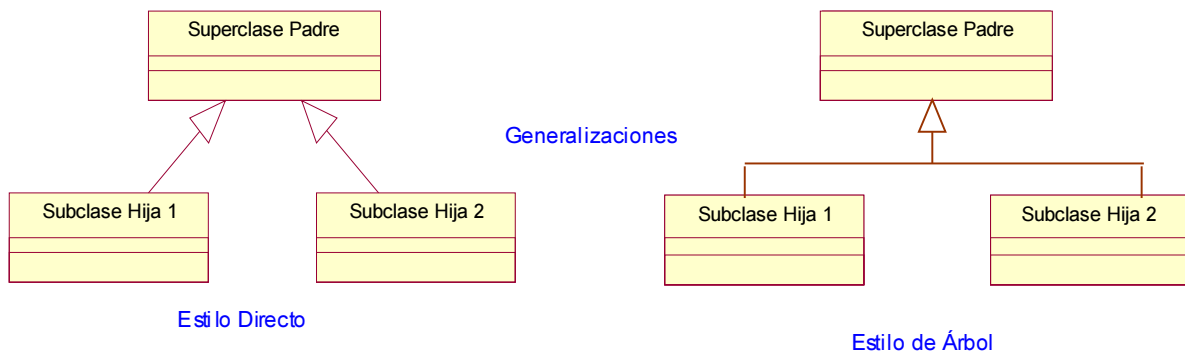 Superclase Padre
Superclase Padre
Generalizaciones
Subclase Hija 1
Subclase Hija 2
Subclase Hija 1
Subclase Hija 2
Estilo Directo
Estilo de Árbol